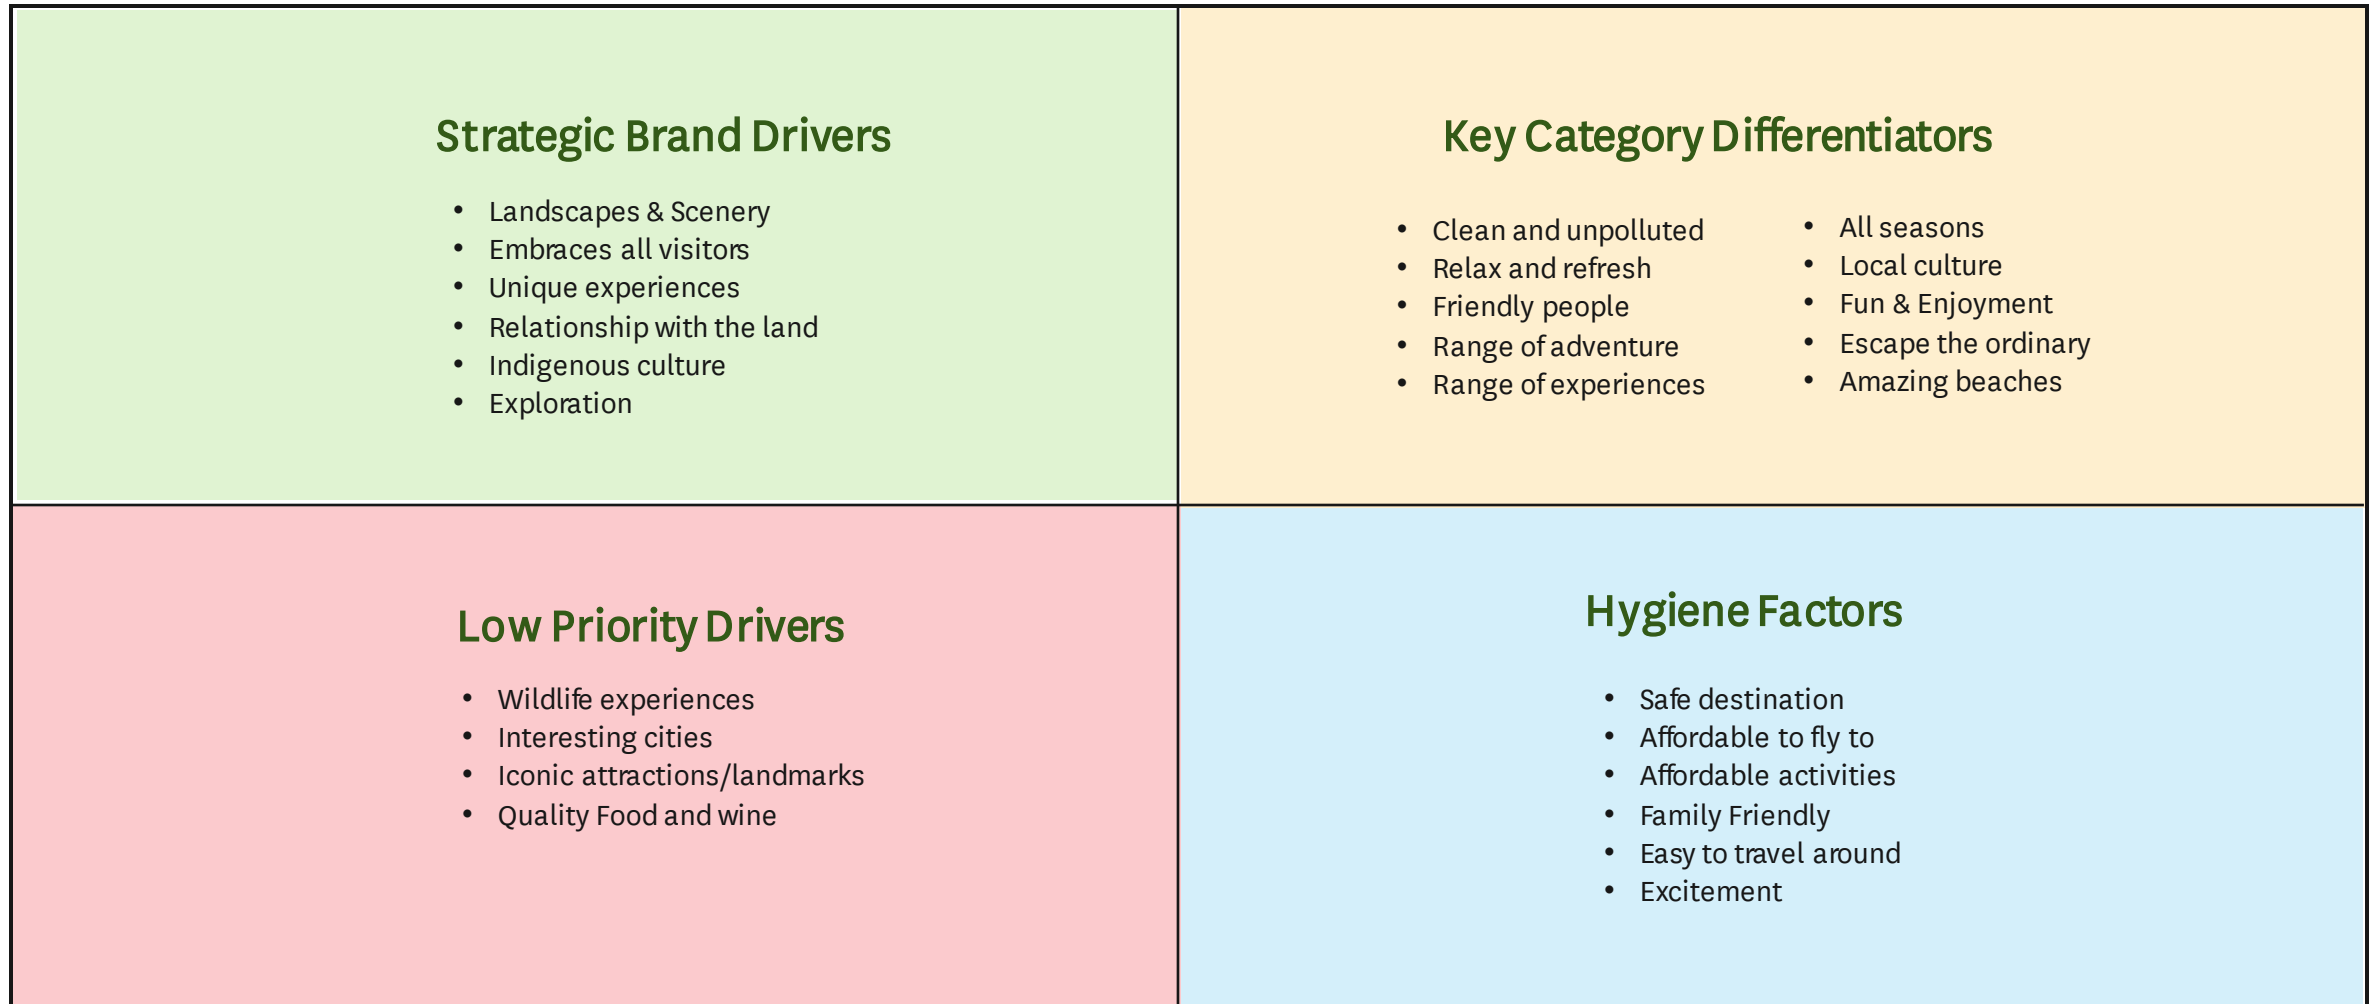 Strategic Brand Drivers
• Landscapes & Scenery
• Embraces all visitors
• Unique experiences
• Relationship with the land
• Indigenous culture
• Exploration
Key Category Differentiators
• Clean and unpolluted
• Relax and refresh
• Friendly people
• Range of adventure
• Range of experiences
• All seasons
• Local culture
• Fun & Enjoyment
• Escape the ordinary
• Amazing beaches
Low Priority Drivers
• Wildlife experiences
• Interesting cities
• Iconic attractions/landmarks
• Quality Food and wine
Hygiene Factors
• Safe destination
• Affordable to fly to
• Affordable activities
• Family Friendly
• Easy to travel around
• Excitement